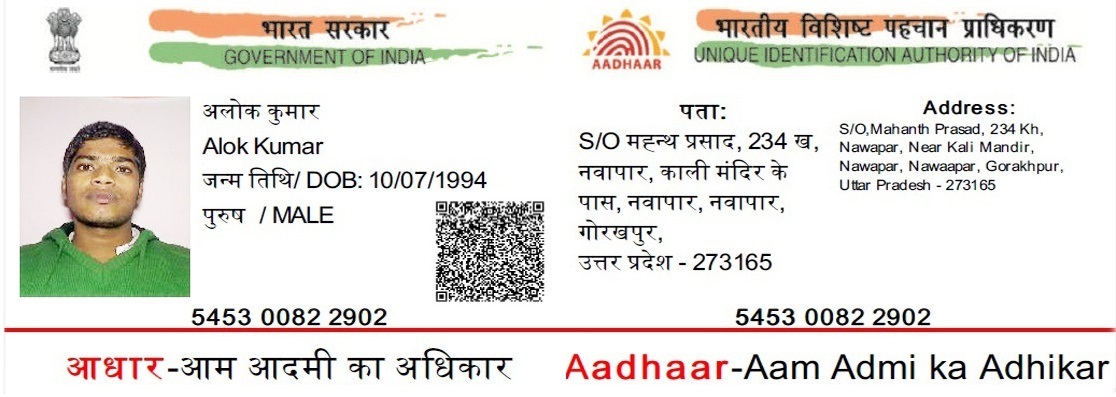 भारत सरकार
GOVERNMENT OF INDIA
अलोक कुमार
Alok Kumar
जन्म तिथि/ DOB: 10/07/1994
पुरुष / MALE
5453 0082 2902
आधार-आम आदमी का अधिकार
AADHAAR
भारतीय विशिष्ट पहचान प्राधिकरण
UNIQUE IDENTIFICATION AUTHORITY OF INDIA
पता:
S/O मह्न्थ प्रसाद, 234 ख,
नवापार, काली मंदिर के
पास, नवापार, नवापार,
गोरखपुर,
उत्तर प्रदेश - 273165
Address:
S/O,Mahanth Prasad, 234 Kh,
Nawapar, Near Kali Mandir,
Nawapar, Nawaapar, Gorakhpur,
Uttar Pradesh - 273165
5453 0082 2902
Aadhaar-Aam Admi ka Adhikar